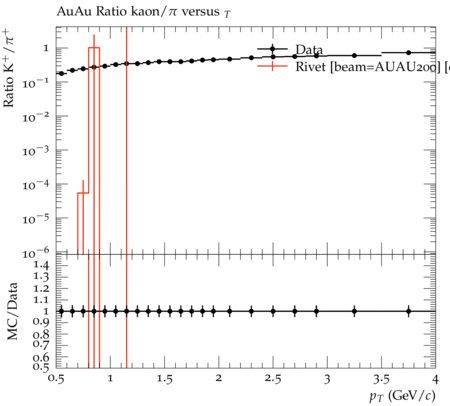 AuAu Ratio kaon/π versus T
Ratio K+/π+
1
10−1
10−2
10−3
10−4
10−5
10−6
Data
Rivet [beam=AUAU200] [
MC/Data
1.4
1.3
1.2
1.1
1
0.9
0.8
0.7
0.6
0.5
0.5 1 1.5 2 2.5 3 3.5 4
pT (GeV/c)